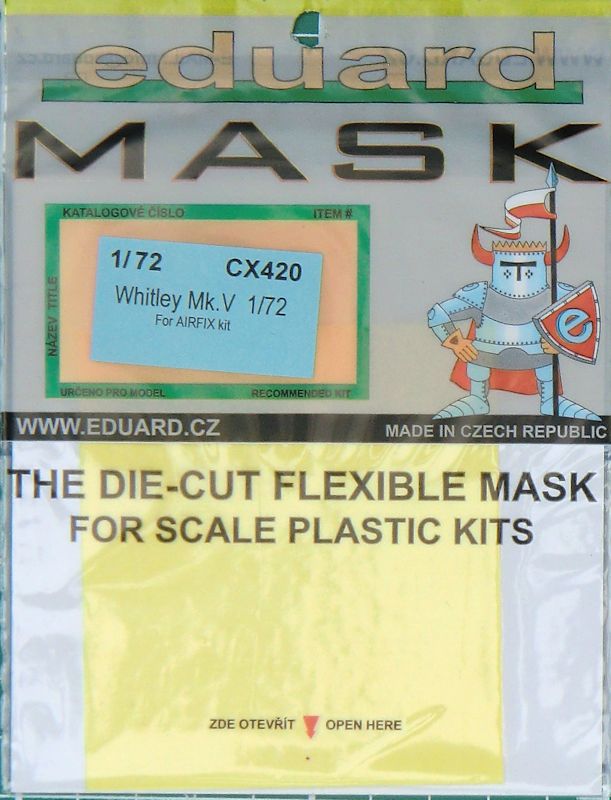 eduard
MASK
KATALOGOVÉ ČÍSLO ITEM #
NÁZEV TITLE
1/72 CX420
Whitley Mk.V 1/72
For AIRFIX kit
URČENO PRO MODEL RECOMMENDED KIT
e
WWW.EDUARD.CZ MADE IN CZECH REPUBLIC
THE DIE-CUT FLEXIBLE MASK
FOR SCALE PLASTIC KITS
ZDE OTEVŘÍT OPEN HERE